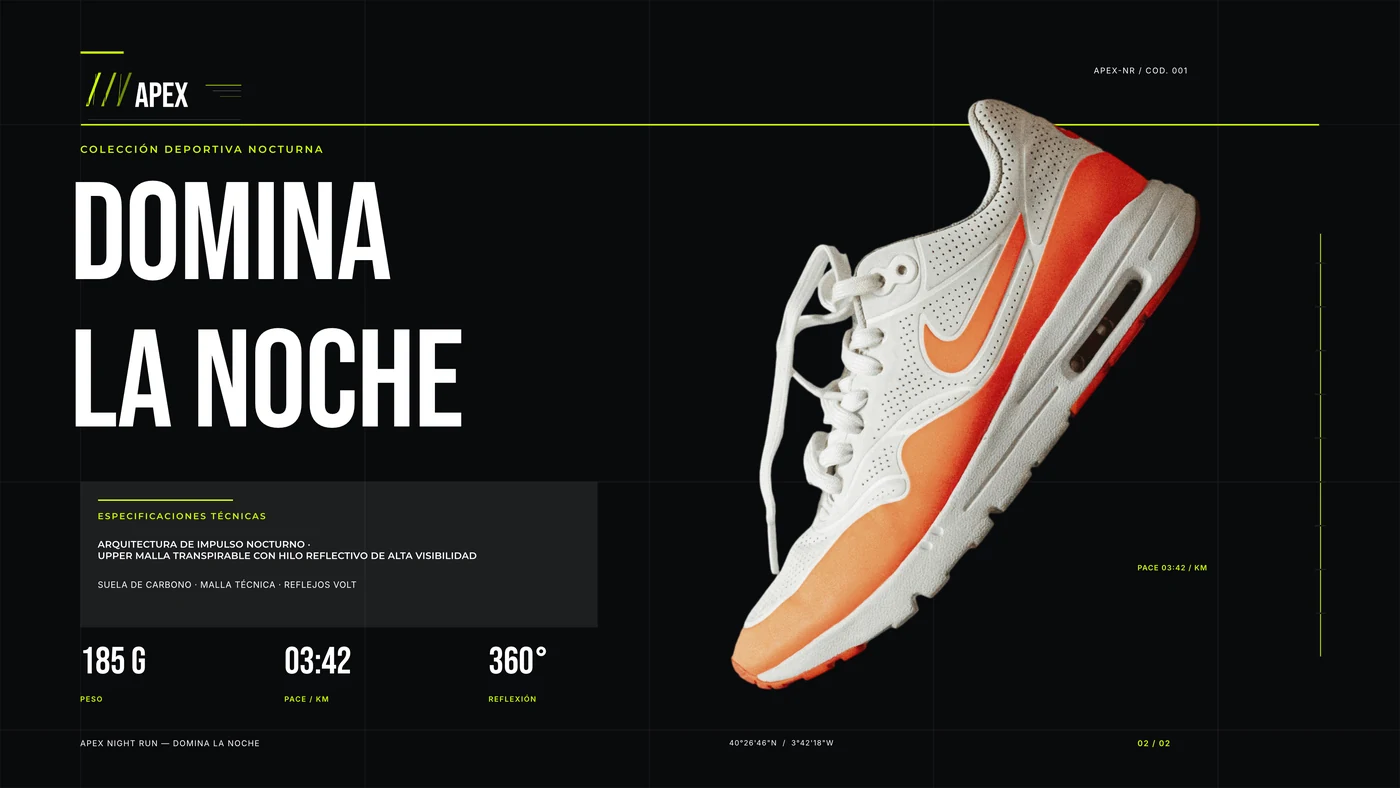 APEX
APEX-NR / COD. 001
COLECCIÓN DEPORTIVA NOCTURNA
DOMINA
LA NOCHE
ESPECIFICACIONES TÉCNICAS
ARQUITECTURA DE IMPULSO NOCTURNO ·
UPPER MALLA TRANSPIRABLE CON HILO REFLECTIVO DE ALTA VISIBILIDAD
SUELA DE CARBONO · MALLA TÉCNICA · REFLEJOS VOLT
PACE 03:42 / KM
185 G
03:42
360°
PESO
PACE / KM
REFLEXIÓN
APEX NIGHT RUN — DOMINA LA NOCHE
40°26'46"N / 3°42'18"W
02 / 02